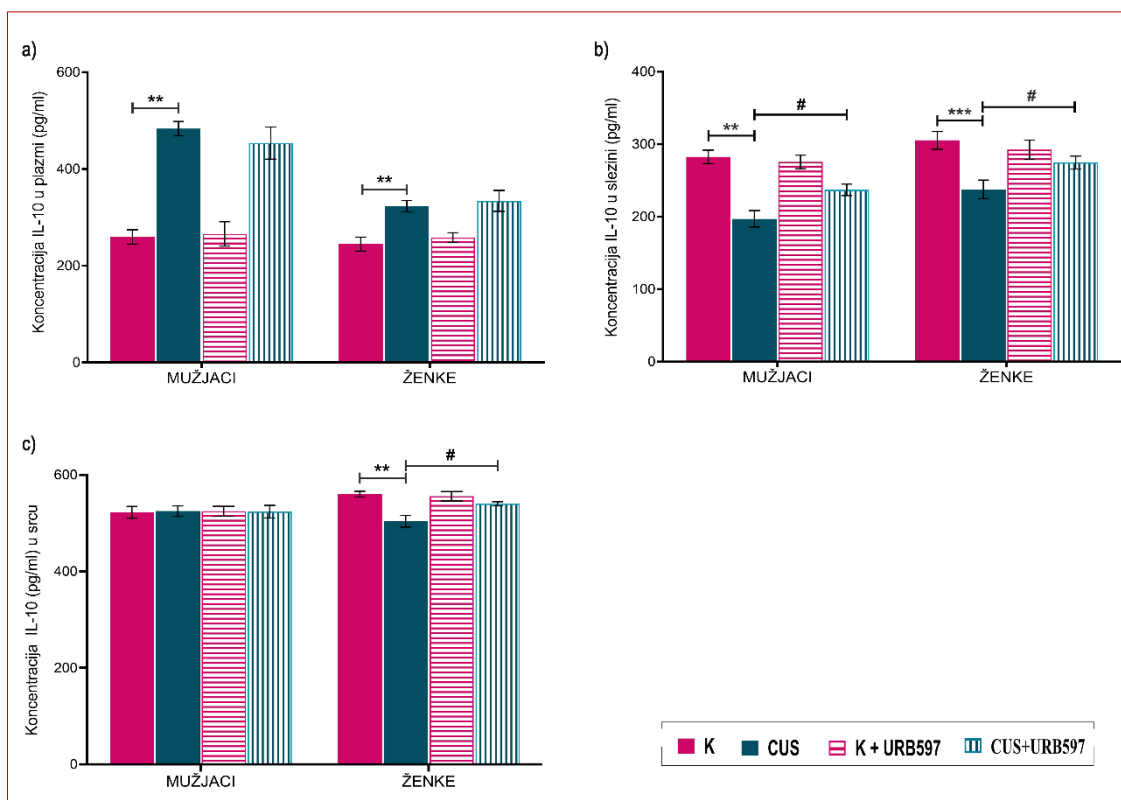 a)
Koncentracija IL-10 u plazmi (pg/ml)
600
400
200
0
**
**
MUŽJACI
ŽENKE
b)
Koncentracija IL-10 u slezini (pg/ml)
400
300
200
100
0
**
#
***
#
MUŽJACI
ŽENKE
c)
Koncentracija IL-10 (pg/ml) u srcu
600
400
200
0
**
#
MUŽJACI
ŽENKE
K
CUS
K + URB597
CUS+URB597